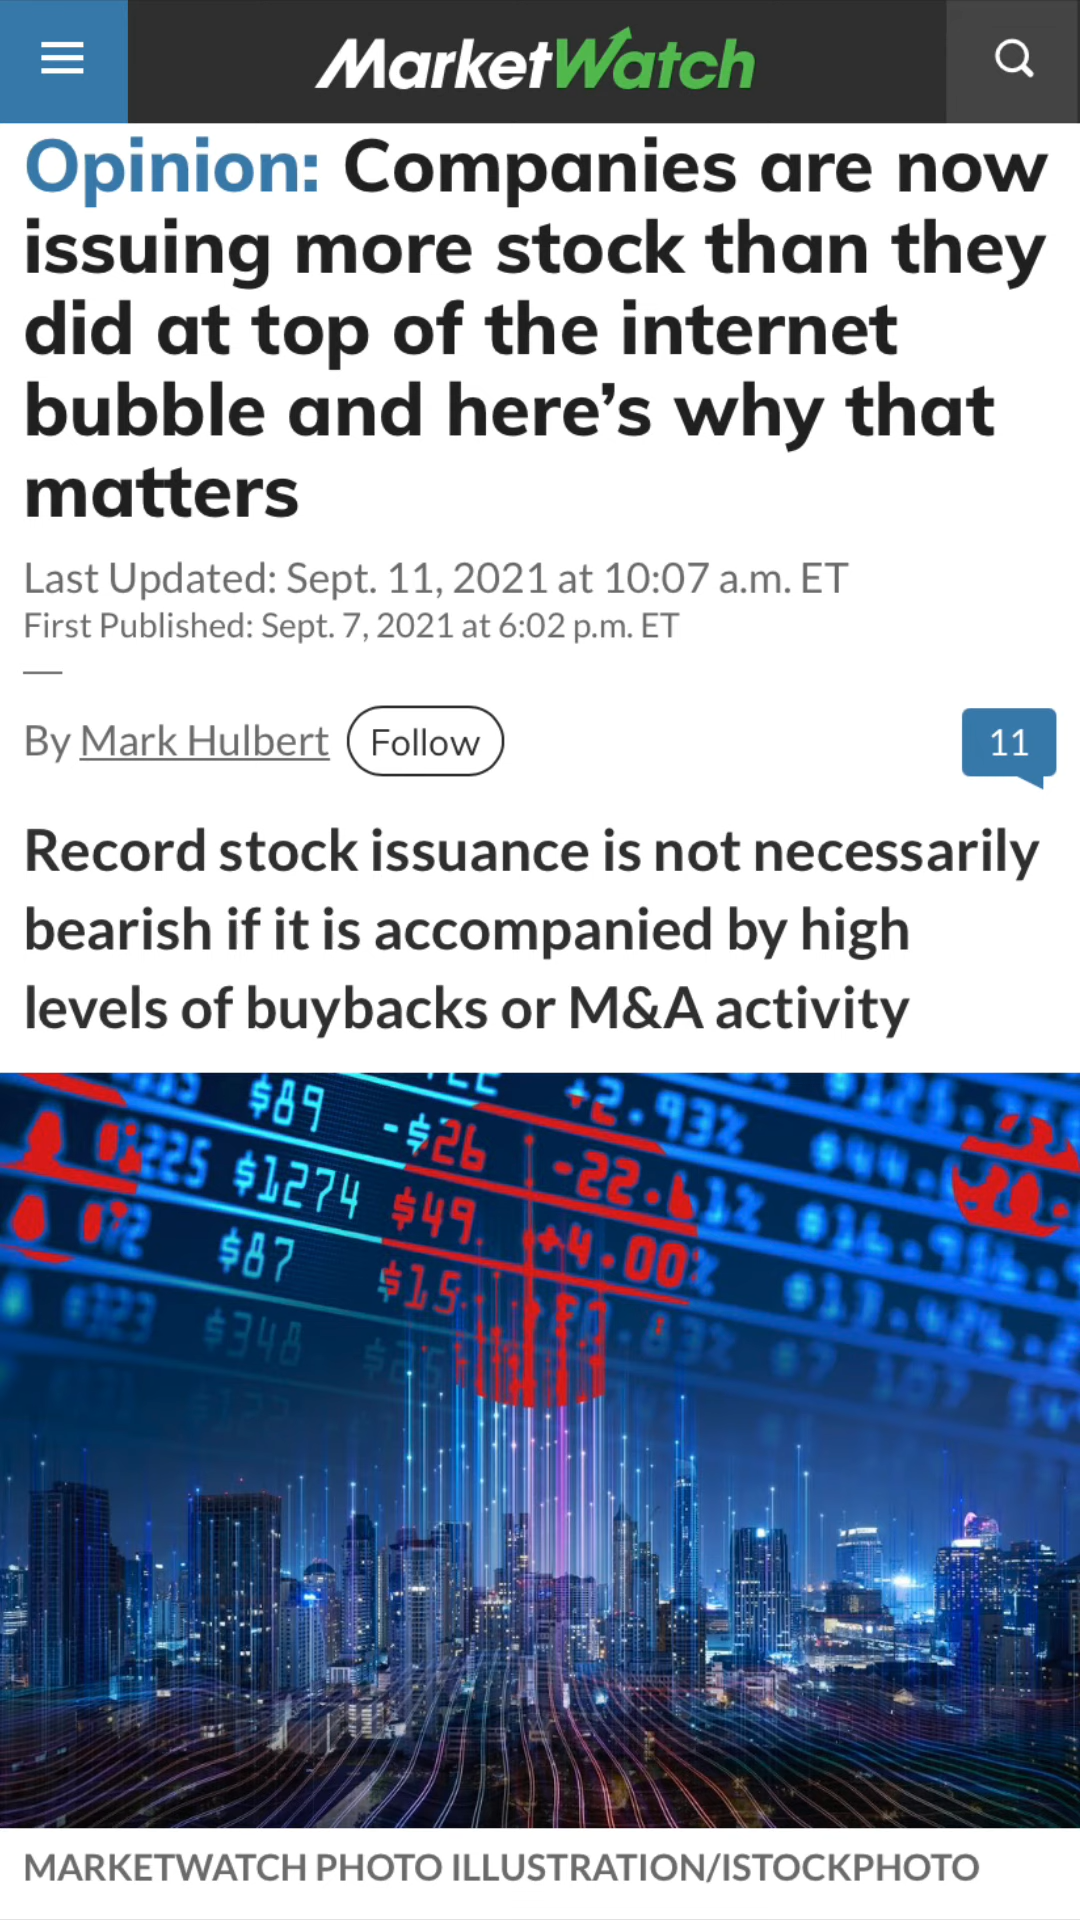 MarketWatch
Opinion: Companies are now
issuing more stock than they
did at top of the internet
bubble and here’s why that
matters
Last Updated: Sept. 11, 2021 at 10:07 a.m. ET
First Published: Sept. 7, 2021 at 6:02 p.m. ET
By Mark Hulbert Follow
11
Record stock issuance is not necessarily
bearish if it is accompanied by high
levels of buybacks or M&A activity
$89 -$26 +2.93%
$1274 $49.
$87 $15. +4.00%
$348
MARKETWATCH PHOTO ILLUSTRATION/ISTOCKPHOTO